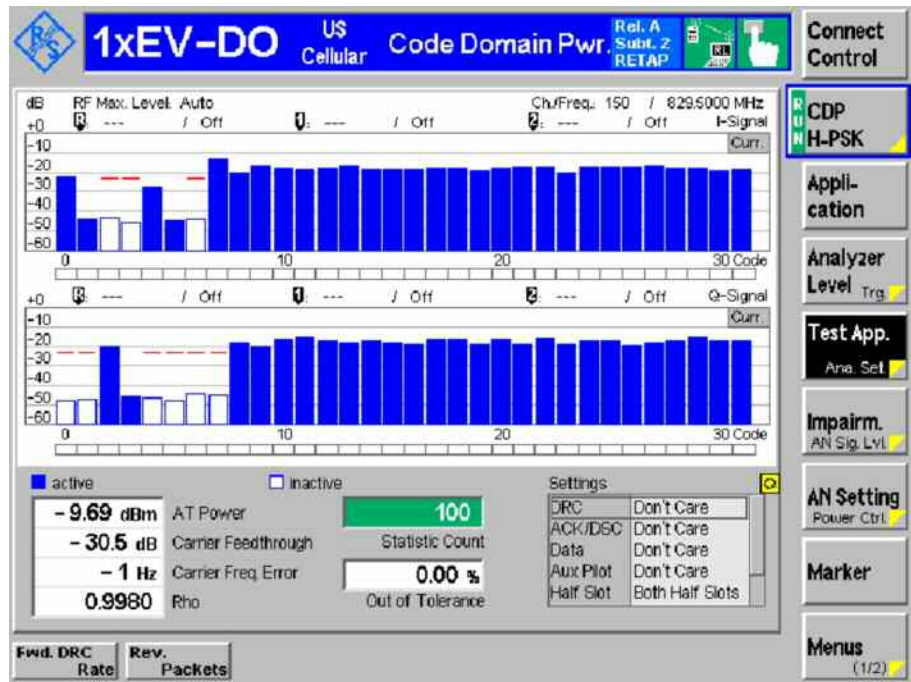 R&S
1xEV-DO
US Cellular
Code Domain Pwr.
Rel. A
Subt. 2
RETAP
RL
Connect Control
RUN
CDP H-PSK
Appli-cation
Analyzer Level Trg.
Test App.
Ana. Set.
Impairm.
AN Sig. Lvl.
AN Setting
Power Ctrl.
Marker
Menus
(1/2)
dB RF Max. Level: Auto Ch./Freq.: 150 / 829.5000 MHz
+0 R: --- / Off 1: --- / Off 2: --- / Off I-Signal
Curr.
-10
-20
-30
-40
-50
-60
0 10 20 30 Code
+0 R: --- / Off 1: --- / Off 2: --- / Off Q-Signal
Curr.
-10
-20
-30
-40
-50
-60
0 10 20 30 Code
active inactive
- 9.69 dBm AT Power
- 30.5 dB Carrier Feedthrough
- 1 Hz Carrier Freq. Error
0.9980 Rho
100
Statistic Count
0.00 %
Out of Tolerance
Settings
DRC Don't Care
ACK/DSC Don't Care
Data Don't Care
Aux Pilot Don't Care
Half Slot Both Half Slots
Fwd. DRC Rate
Rev. Packets